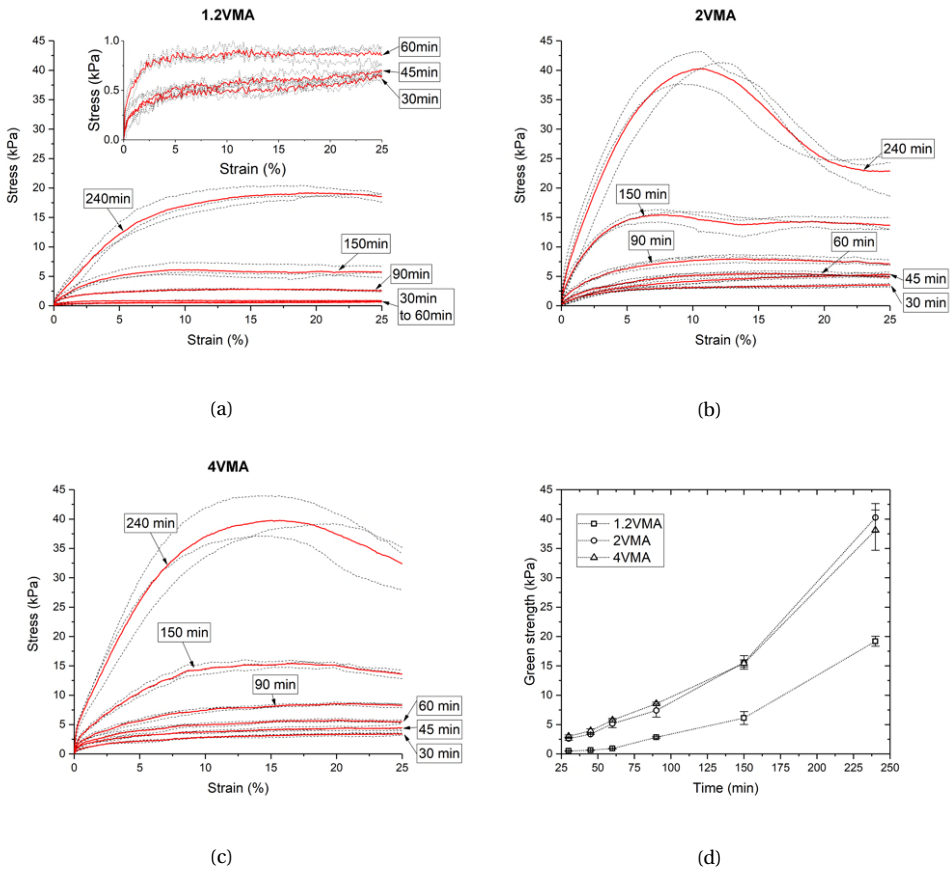 1.2VMA
Stress (kPa)
45
40
35
30
25
20
15
10
5
0
0 5 10 15 20 25
Strain (%)
Stress (kPa)
1.0
0.5
0.0
0 5 10 15 20 25
Strain (%)
60min
45min
30min
240min
150min
90min
30min
to 60min
(a)
2VMA
Stress (kPa)
45
40
35
30
25
20
15
10
5
0
0 5 10 15 20 25
Strain (%)
240 min
150 min
90 min
60 min
45 min
30 min
(b)
4VMA
Stress (kPa)
45
40
35
30
25
20
15
10
5
0
0 5 10 15 20 25
Strain (%)
240 min
150 min
90 min
60 min
45 min
30 min
(c)
Green strength (kPa)
45
40
35
30
25
20
15
10
5
0
25 50 75 100 125 150 175 200 225 250
Time (min)
1.2VMA
2VMA
4VMA
(d)